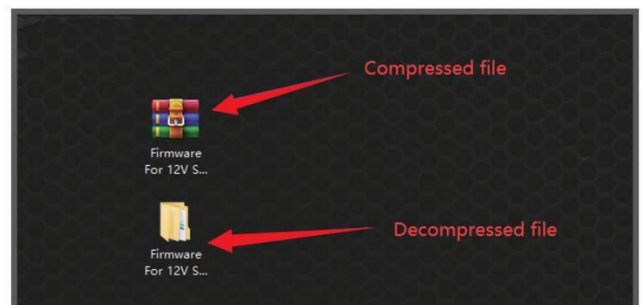 Compressed file
Firmware
For 12V S...
Decompressed file
Firmware
For 12V S...